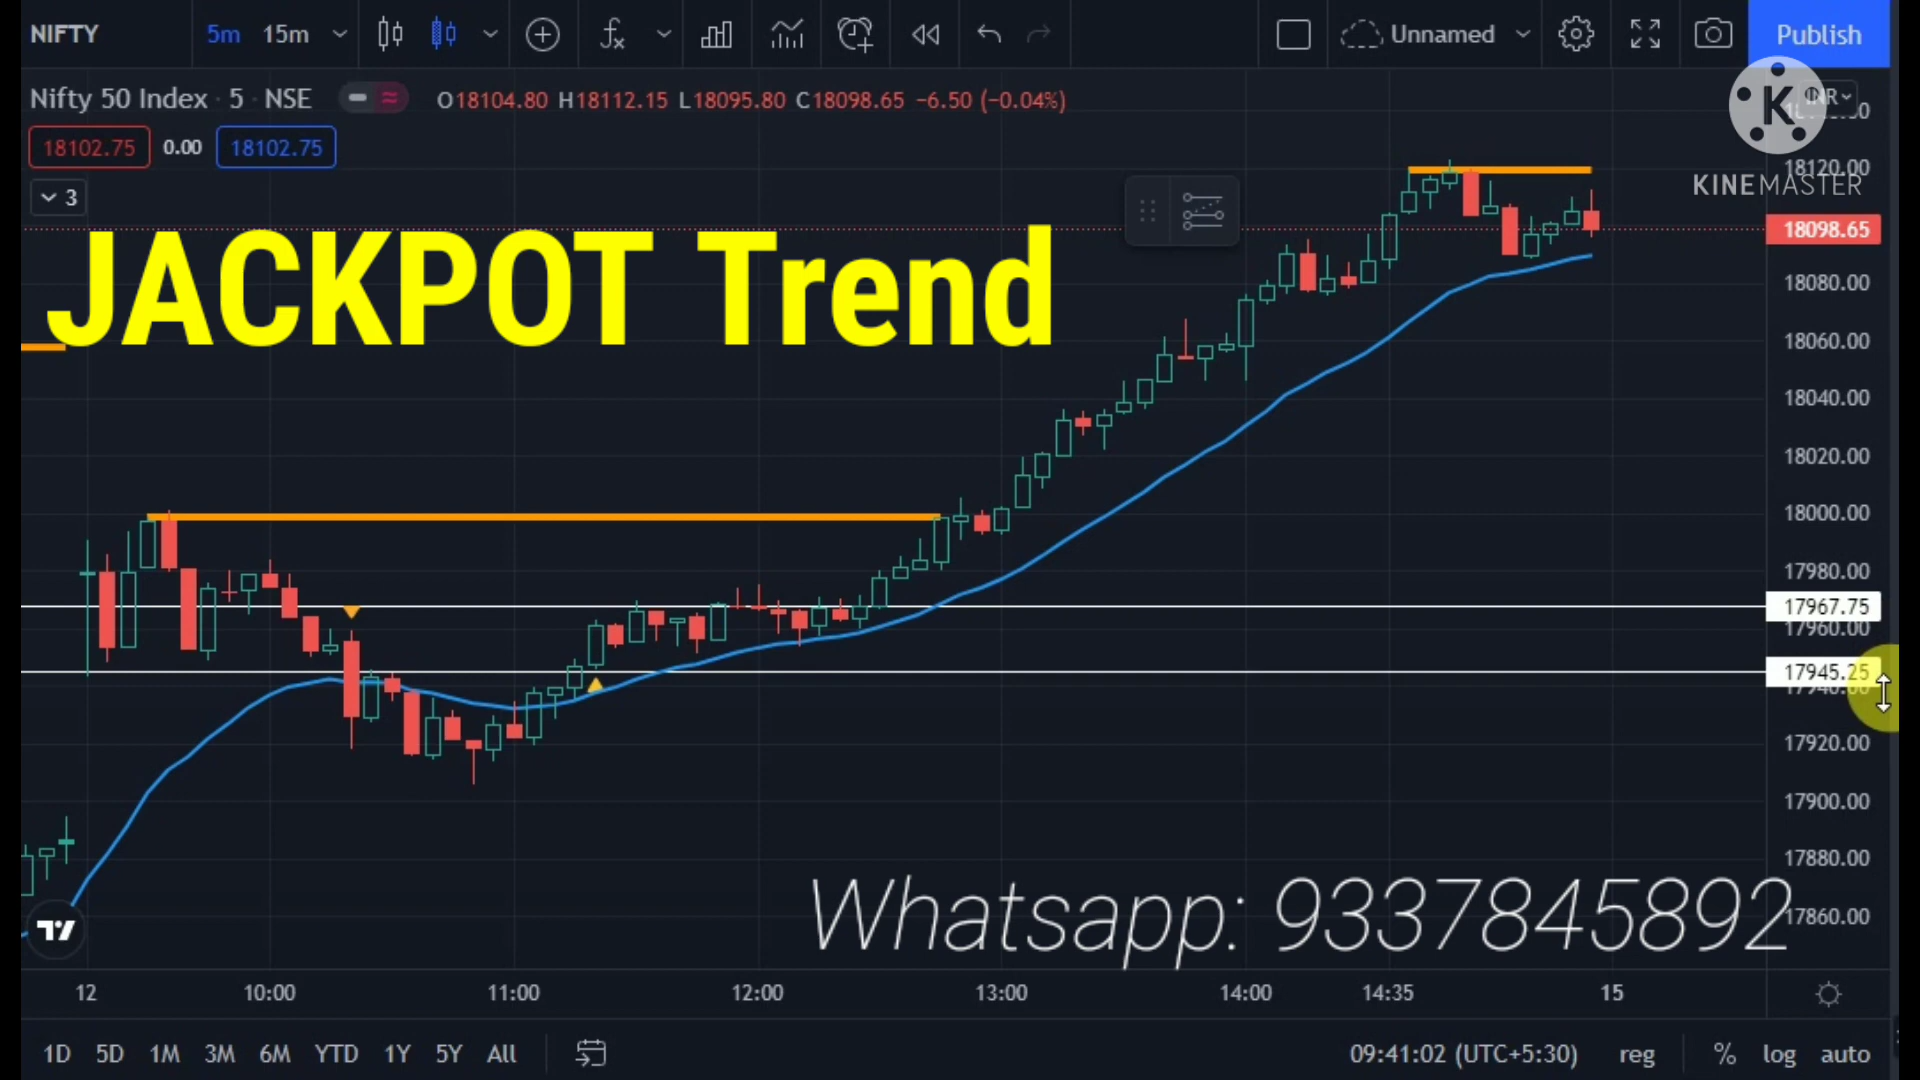 NIFTY 5m 15m Unnamed Publish
Nifty 50 Index · 5 · NSE O18104.80 H18112.15 L18095.80 C18098.65 −6.50 (−0.04%)
K
18102.75 0.00 18102.75
18120.00
KINEMASTER
3
18098.65
JACKPOT Trend
18080.00
18060.00
18040.00
18020.00
18000.00
17980.00
17967.75
17960.00
17945.25
17940.00
17920.00
17900.00
17880.00
Whatsapp: 9337845892
17860.00
12 10:00 11:00 12:00 13:00 14:00 14:35 15
1D 5D 1M 3M 6M YTD 1Y 5Y All 09:41:02 (UTC+5:30) reg % log auto